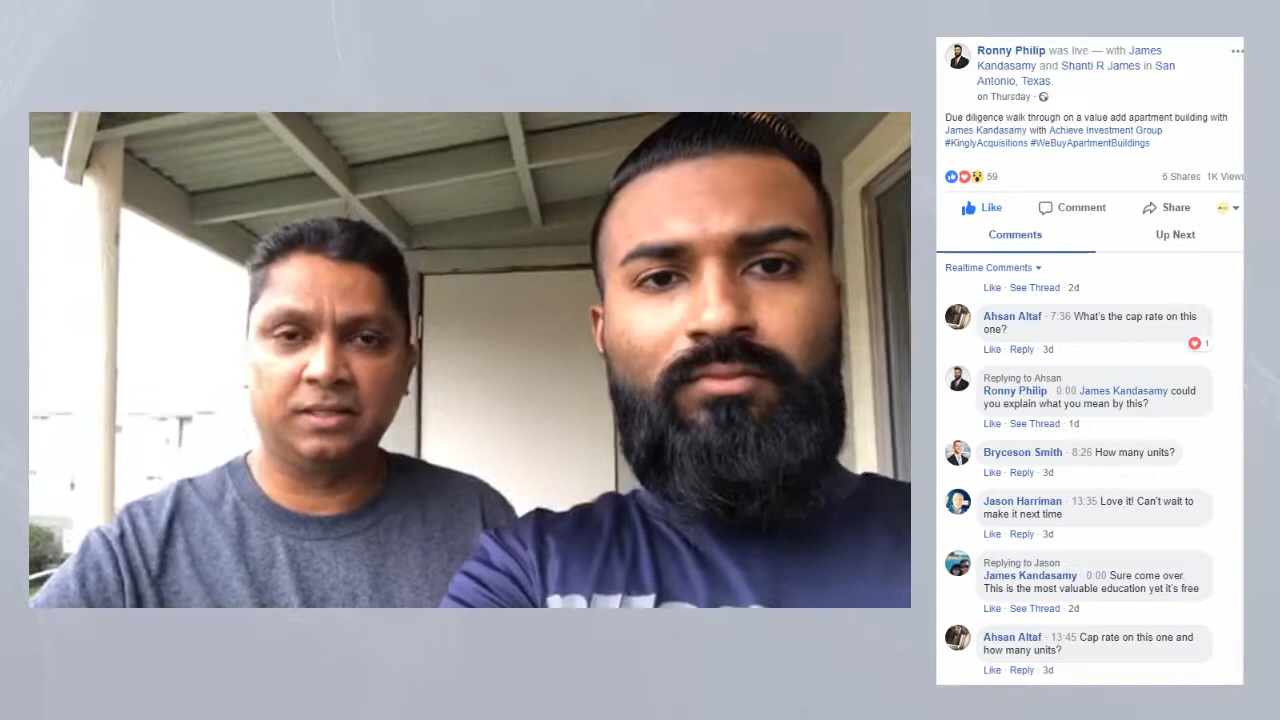 Ronny Philip was live — with James
Kandasamy and Shanti R James in San
Antonio, Texas.
on Thursday ·
Due diligence walk through on a value add apartment building with
James Kandasamy with Achieve Investment Group
#KinglyAcquisitions #WeBuyApartmentBuildings
59 6 Shares 1K Views
Like Comment Share
Comments Up Next
Realtime Comments
Like · See Thread · 2d
Ahsan Altaf · 7:36 What's the cap rate on this
one?
1
Like · Reply · 3d
Replying to Ahsan
Ronny Philip · 0:00 James Kandasamy could
you explain what you mean by this?
Like · See Thread · 1d
Bryceson Smith · 8:26 How many units?
Like · Reply · 3d
Jason Harriman · 13:35 Love it! Can't wait to
make it next time
Like · Reply · 3d
Replying to Jason
James Kandasamy · 0:00 Sure come over.
This is the most valuable education yet it's free
Like · See Thread · 2d
Ahsan Altaf · 13:45 Cap rate on this one and
how many units?
Like · Reply · 3d